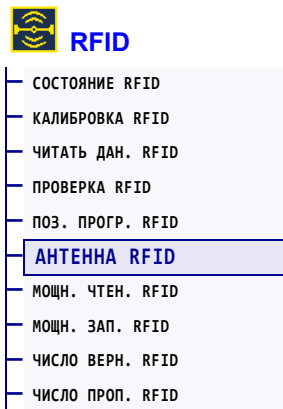 RFID
СОСТОЯНИЕ RFID
КАЛИБРОВКА RFID
ЧИТАТЬ ДАН. RFID
ПРОВЕРКА RFID
ПОЗ. ПРОГР. RFID
АНТЕННА RFID
МОЩН. ЧТЕН. RFID
МОЩН. ЗАП. RFID
ЧИСЛО ВЕРН. RFID
ЧИСЛО ПРОП. RFID